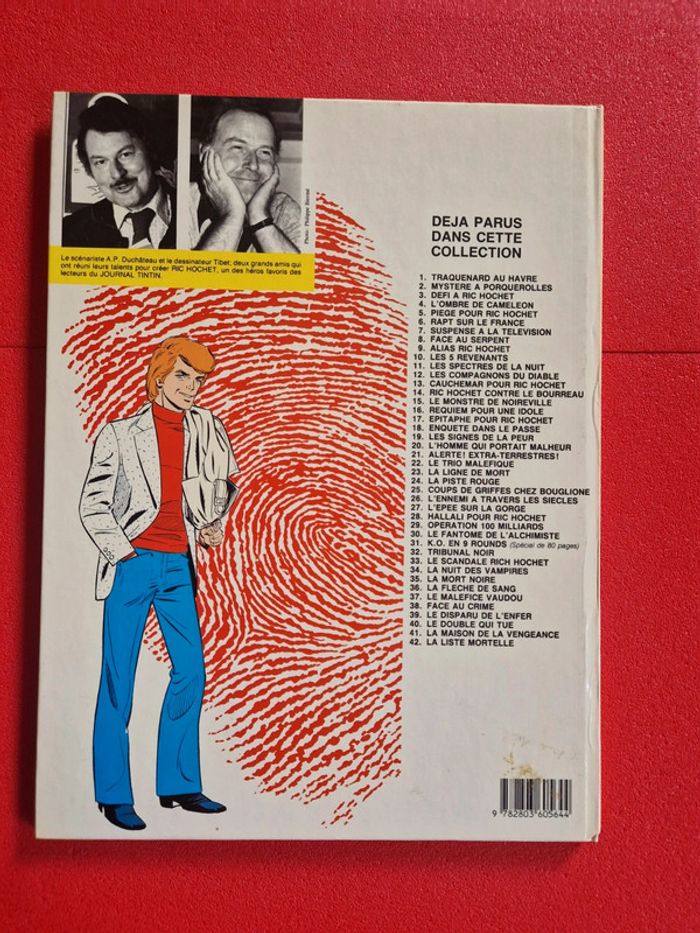 Photo: Philippe Biermé
Le scénariste A.P. Duchâteau et le dessinateur Tibet; deux grands amis qui
ont réuni leurs talents pour créer RIC HOCHET, un des héros favoris des
lecteurs du JOURNAL TINTIN.
DEJA PARUS
DANS CETTE
COLLECTION
1. TRAQUENARD AU HAVRE
2. MYSTERE A PORQUEROLLES
3. DEFI A RIC HOCHET
4. L'OMBRE DE CAMELEON
5. PIEGE POUR RIC HOCHET
6. RAPT SUR LE FRANCE
7. SUSPENSE A LA TELEVISION
8. FACE AU SERPENT
9. ALIAS RIC HOCHET
10. LES 5 REVENANTS
11. LES SPECTRES DE LA NUIT
12. LES COMPAGNONS DU DIABLE
13. CAUCHEMAR POUR RIC HOCHET
14. RIC HOCHET CONTRE LE BOURREAU
15. LE MONSTRE DE NOIREVILLE
16. REQUIEM POUR UNE IDOLE
17. EPITAPHE POUR RIC HOCHET
18. ENQUETE DANS LE PASSE
19. LES SIGNES DE LA PEUR
20. L'HOMME QUI PORTAIT MALHEUR
21. ALERTE! EXTRA-TERRESTRES!
22. LE TRIO MALEFIQUE
23. LA LIGNE DE MORT
24. LA PISTE ROUGE
25. COUPS DE GRIFFES CHEZ BOUGLIONE
26. L'ENNEMI A TRAVERS LES SIECLES
27. L'EPEE SUR LA GORGE
28. HALLALI POUR RIC HOCHET
29. OPERATION 100 MILLIARDS
30. LE FANTOME DE L'ALCHIMISTE
31. K.O. EN 9 ROUNDS (Spécial de 80 pages)
32. TRIBUNAL NOIR
33. LE SCANDALE RICH HOCHET
34. LA NUIT DES VAMPIRES
35. LA MORT NOIRE
36. LA FLECHE DE SANG
37. LE MALEFICE VAUDOU
38. FACE AU CRIME
39. LE DISPARU DE L'ENFER
40. LE DOUBLE QUI TUE
41. LA MAISON DE LA VENGEANCE
42. LA LISTE MORTELLE
9 782803 605644